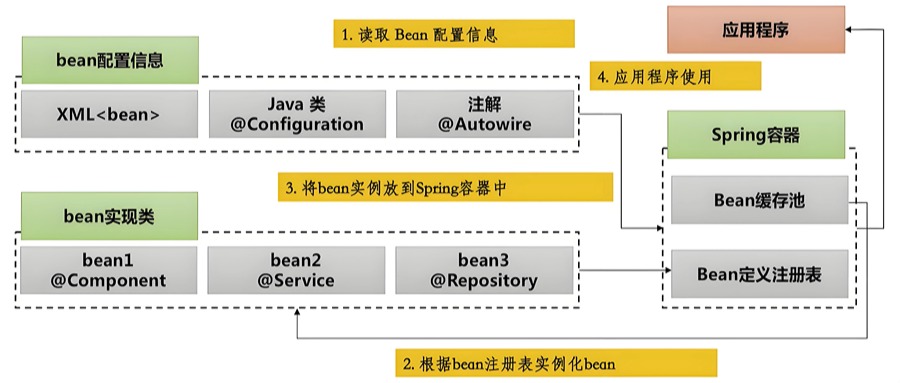 1. 读取 Bean 配置信息
应用程序
bean配置信息
4. 应用程序使用
XML<bean>
Java 类
@Configuration
注解
@Autowire
Spring容器
3. 将bean实例放到Spring容器中
Bean缓存池
bean实现类
bean1
@Component
bean2
@Service
bean3
@Repository
Bean定义注册表
2. 根据bean注册表实例化bean